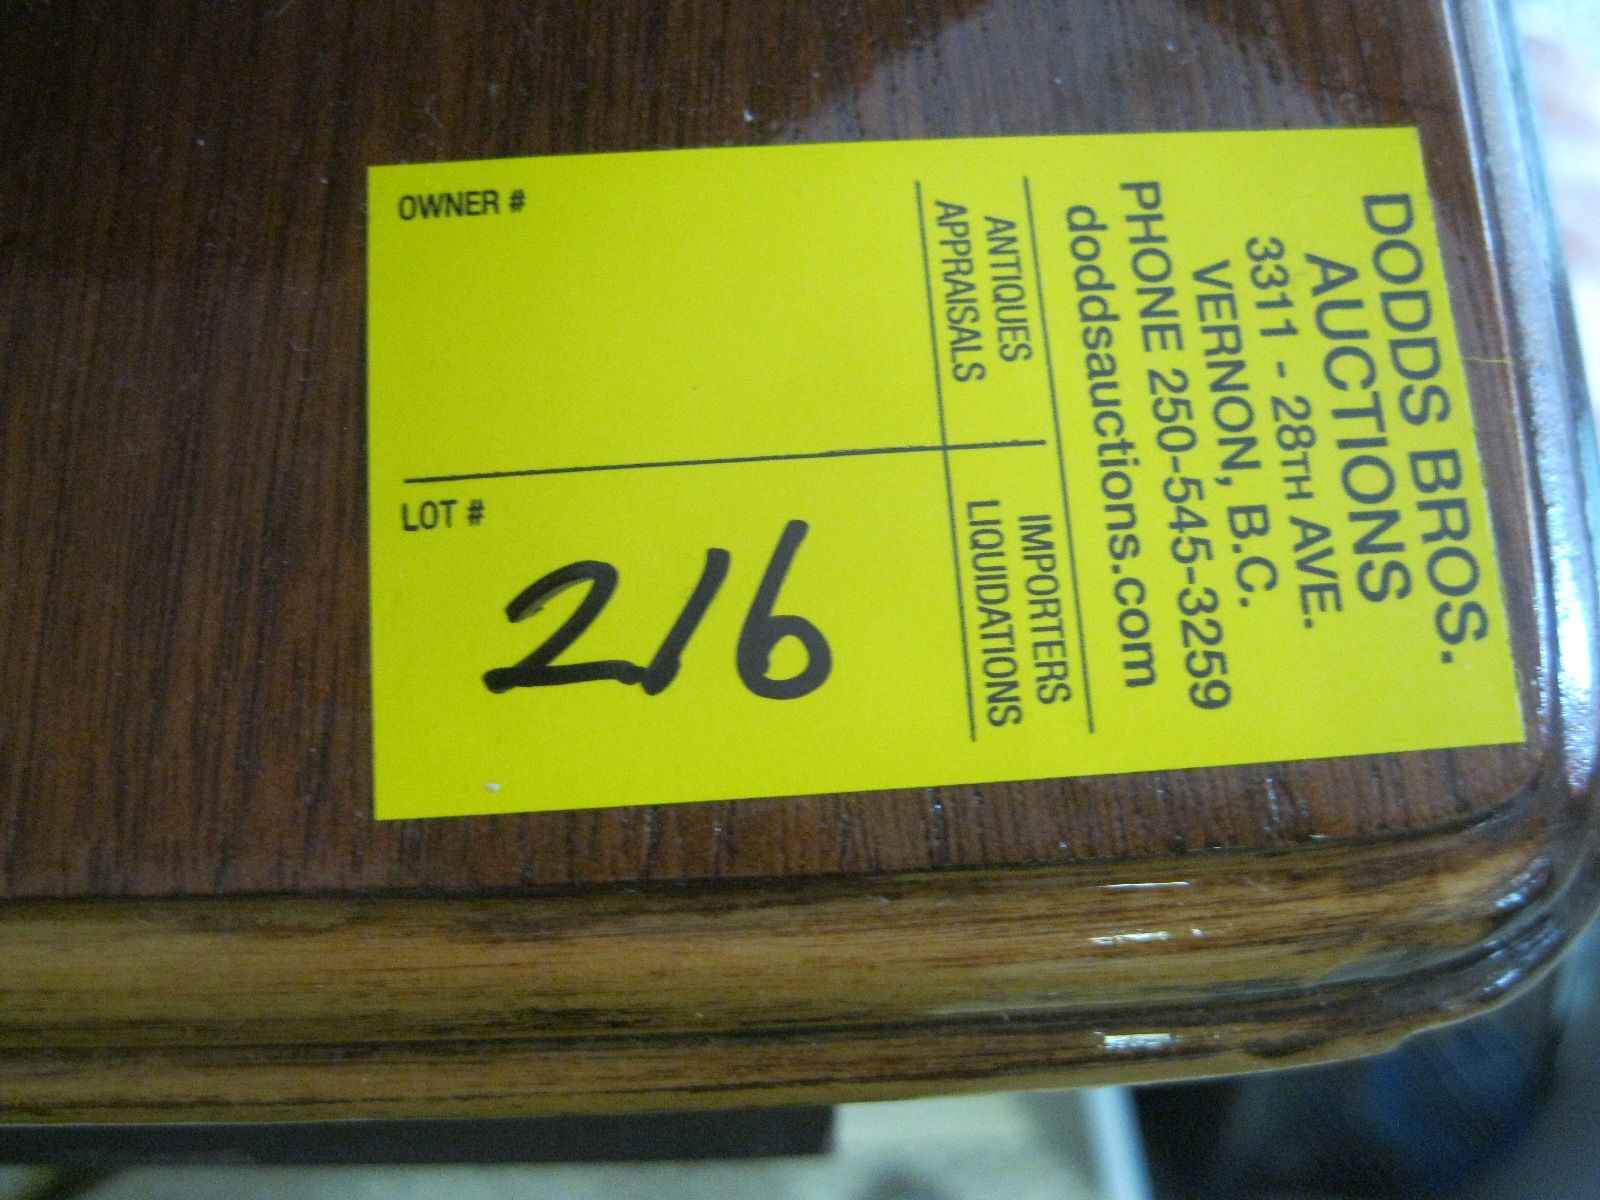 DODDS BROS.
AUCTIONS
3311 - 28TH AVE.
VERNON, B.C.
PHONE 250-545-3259
doddsauctions.com
ANTIQUES
APPRAISALS
IMPORTERS
LIQUIDATIONS
OWNER #
LOT #
216